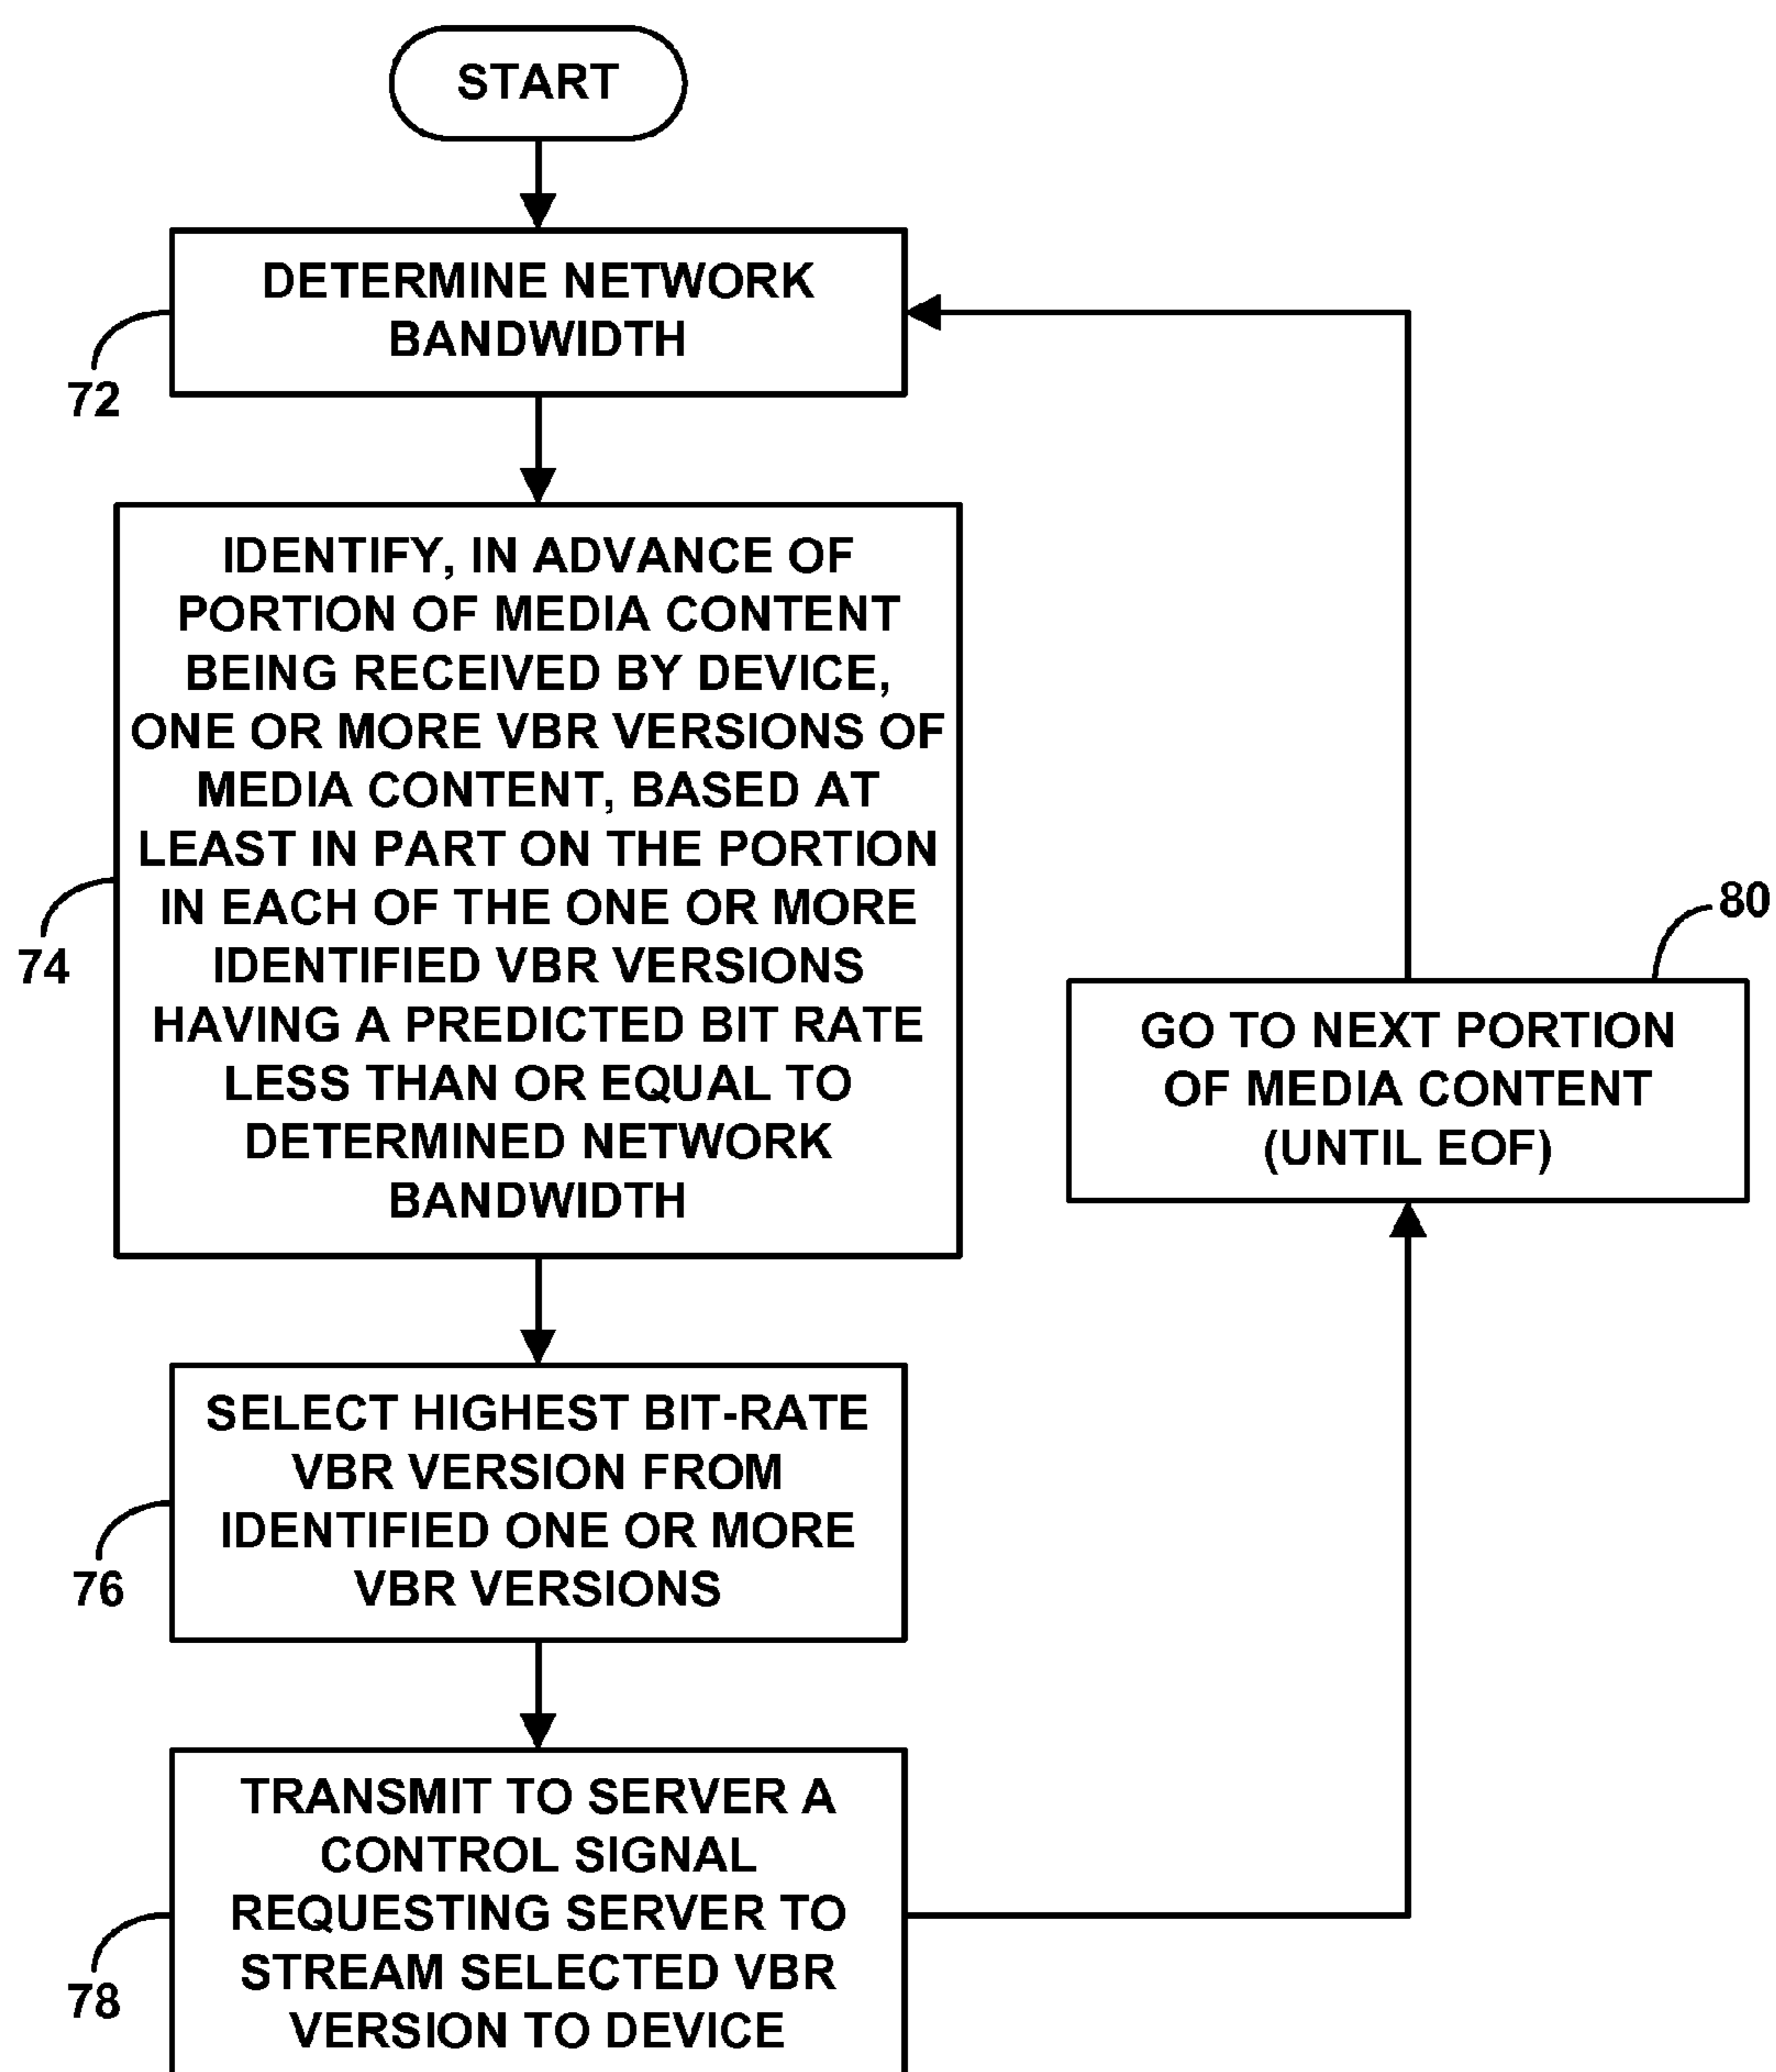 START
DETERMINE NETWORK
BANDWIDTH
72
IDENTIFY, IN ADVANCE OF
PORTION OF MEDIA CONTENT
BEING RECEIVED BY DEVICE,
ONE OR MORE VBR VERSIONS OF
MEDIA CONTENT, BASED AT
LEAST IN PART ON THE PORTION
IN EACH OF THE ONE OR MORE
IDENTIFIED VBR VERSIONS
HAVING A PREDICTED BIT RATE
LESS THAN OR EQUAL TO
DETERMINED NETWORK
BANDWIDTH
74
SELECT HIGHEST BIT-RATE
VBR VERSION FROM
IDENTIFIED ONE OR MORE
VBR VERSIONS
76
TRANSMIT TO SERVER A
CONTROL SIGNAL
REQUESTING SERVER TO
STREAM SELECTED VBR
VERSION TO DEVICE
78
80
GO TO NEXT PORTION
OF MEDIA CONTENT
(UNTIL EOF)